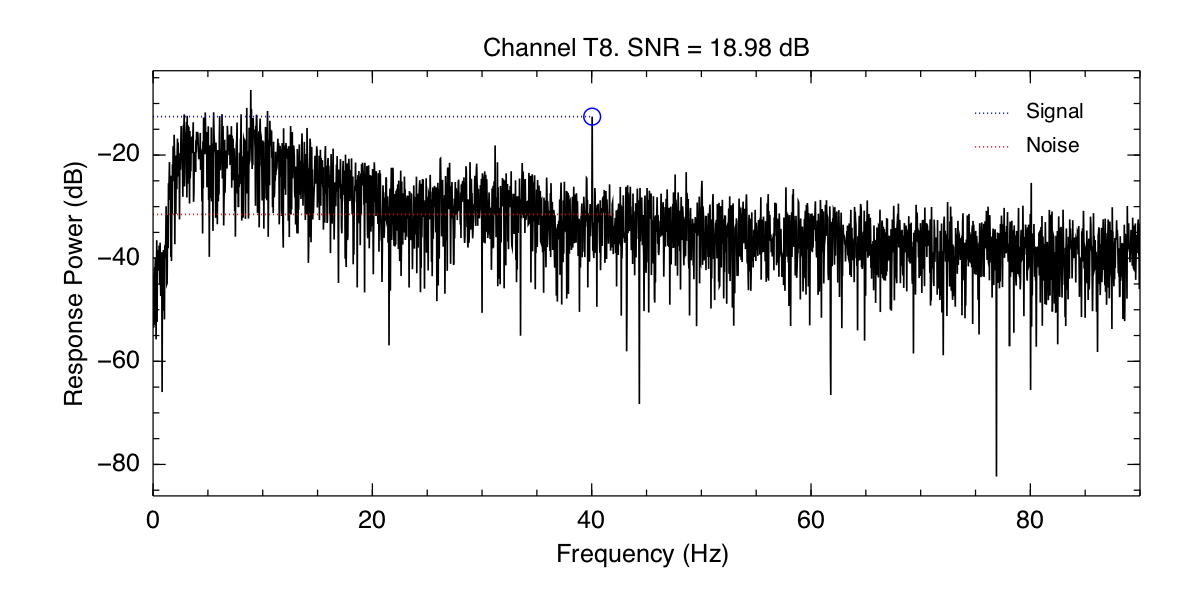 Channel T8. SNR = 18.98 dB
Signal
Noise
Response Power (dB)
−20
−40
−60
−80
0 20 40 60 80
Frequency (Hz)